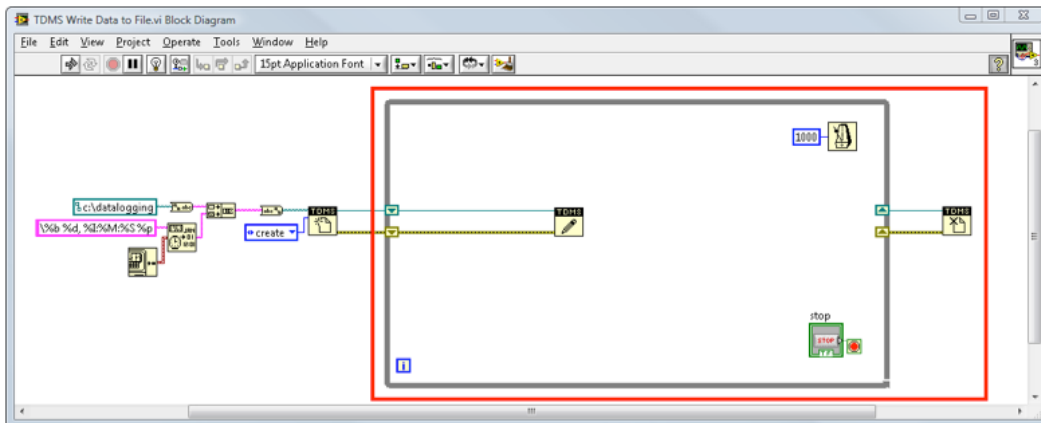 TDMS Write Data to File.vi Block Diagram
File Edit View Project Operate Tools Window Help
15pt Application Font
3
1000
c:\datalogging
\%b %d, %I:%M:%S %p
create
TDMS
TDMS
TDMS
stop
STOP
i